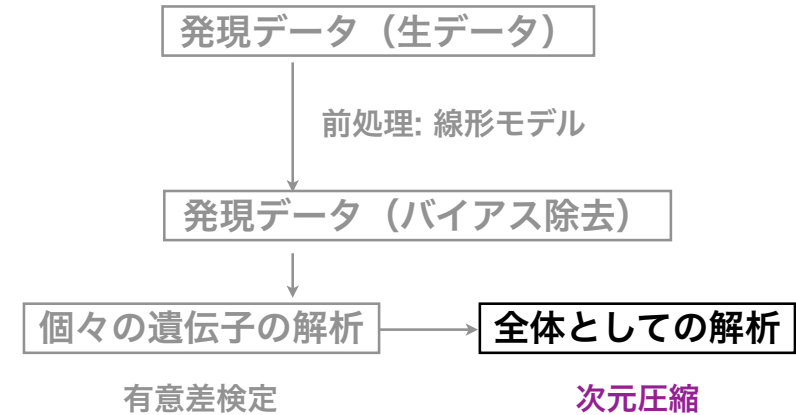 発現データ（生データ）
前処理: 線形モデル
発現データ（バイアス除去）
個々の遺伝子の解析
全体としての解析
有意差検定
次元圧縮